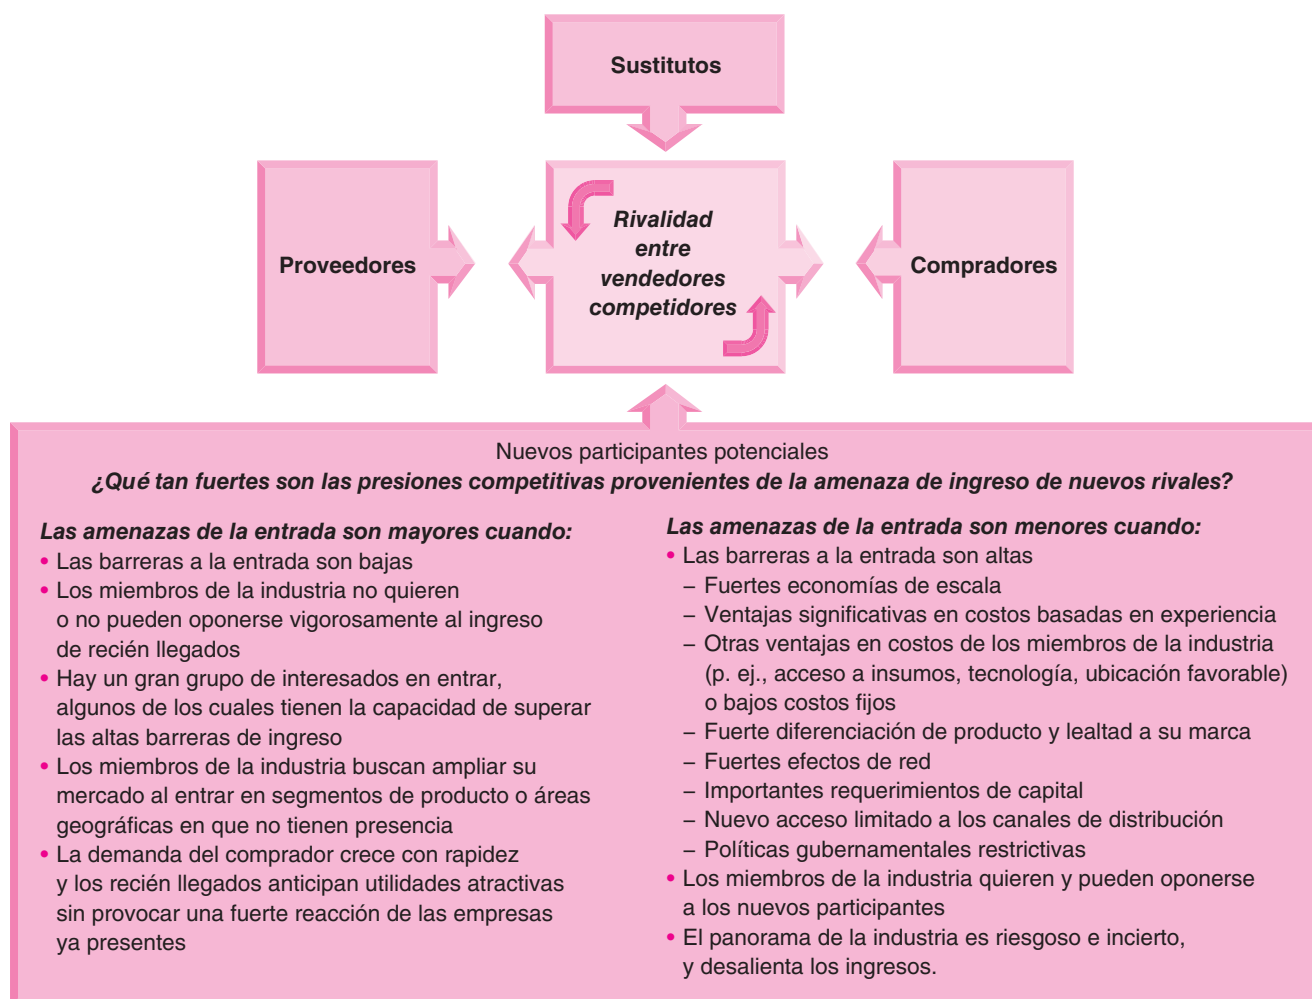 Sustitutos
Proveedores
Rivalidad
entre
vendedores
competidores
Compradores
Nuevos participantes potenciales
¿Qué tan fuertes son las presiones competitivas provenientes de la amenaza de ingreso de nuevos rivales?
Las amenazas de la entrada son mayores cuando:
• Las barreras a la entrada son bajas
• Los miembros de la industria no quieren
o no pueden oponerse vigorosamente al ingreso
de recién llegados
• Hay un gran grupo de interesados en entrar,
algunos de los cuales tienen la capacidad de superar
las altas barreras de ingreso
• Los miembros de la industria buscan ampliar su
mercado al entrar en segmentos de producto o áreas
geográficas en que no tienen presencia
• La demanda del comprador crece con rapidez
y los recién llegados anticipan utilidades atractivas
sin provocar una fuerte reacción de las empresas
ya presentes
Las amenazas de la entrada son menores cuando:
• Las barreras a la entrada son altas
– Fuertes economías de escala
– Ventajas significativas en costos basadas en experiencia
– Otras ventajas en costos de los miembros de la industria
(p. ej., acceso a insumos, tecnología, ubicación favorable)
o bajos costos fijos
– Fuerte diferenciación de producto y lealtad a su marca
– Fuertes efectos de red
– Importantes requerimientos de capital
– Nuevo acceso limitado a los canales de distribución
– Políticas gubernamentales restrictivas
• Los miembros de la industria quieren y pueden oponerse
a los nuevos participantes
• El panorama de la industria es riesgoso e incierto,
y desalienta los ingresos.